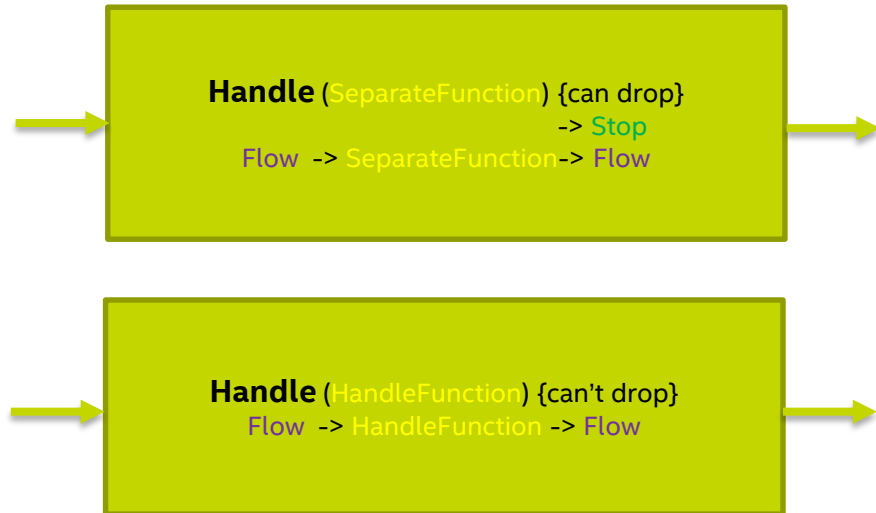 Handle (SeparateFunction) {can drop}
-> Stop
Flow -> SeparateFunction-> Flow
Handle (HandleFunction) {can't drop}
Flow -> HandleFunction -> Flow